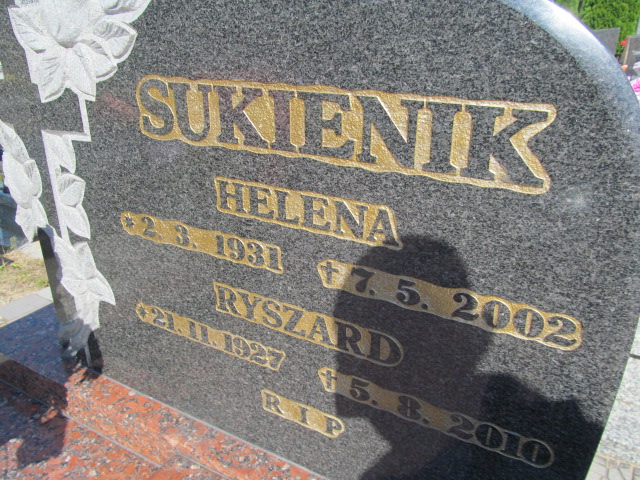 SUKIENIK
HELENA
* 2. 3. 1931
† 7. 5. 2002
RYSZARD
* 21. 11. 1927
† 5. 8. 2010
R I P